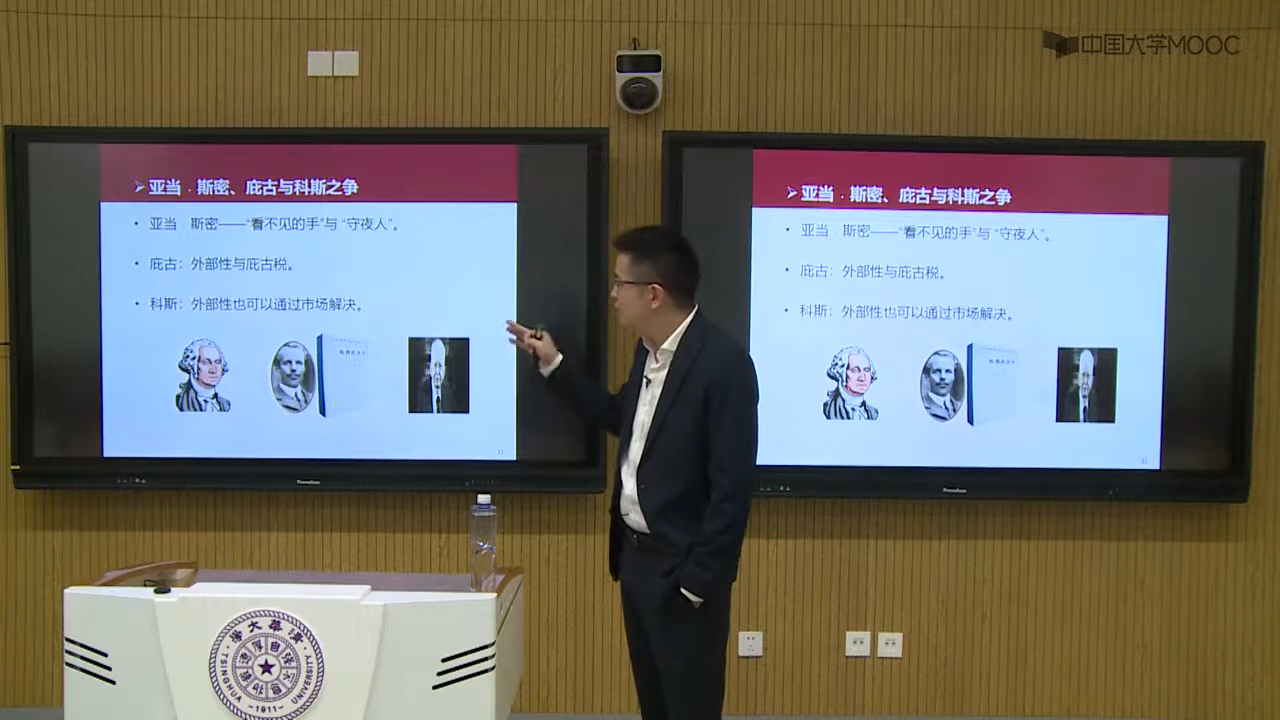 中国大学MOOC
➢ 亚当．斯密、庇古与科斯之争
• 亚当．斯密——“看不见的手”与 “守夜人”。
• 庇古：外部性与庇古税。
• 科斯：外部性也可以通过市场解决。
Promethean
➢ 亚当．斯密、庇古与科斯之争
• 亚当．斯密——“看不见的手”与 “守夜人”。
• 庇古：外部性与庇古税。
• 科斯：外部性也可以通过市场解决。
Promethean
TSINGHUA UNIVERSITY
-1911-